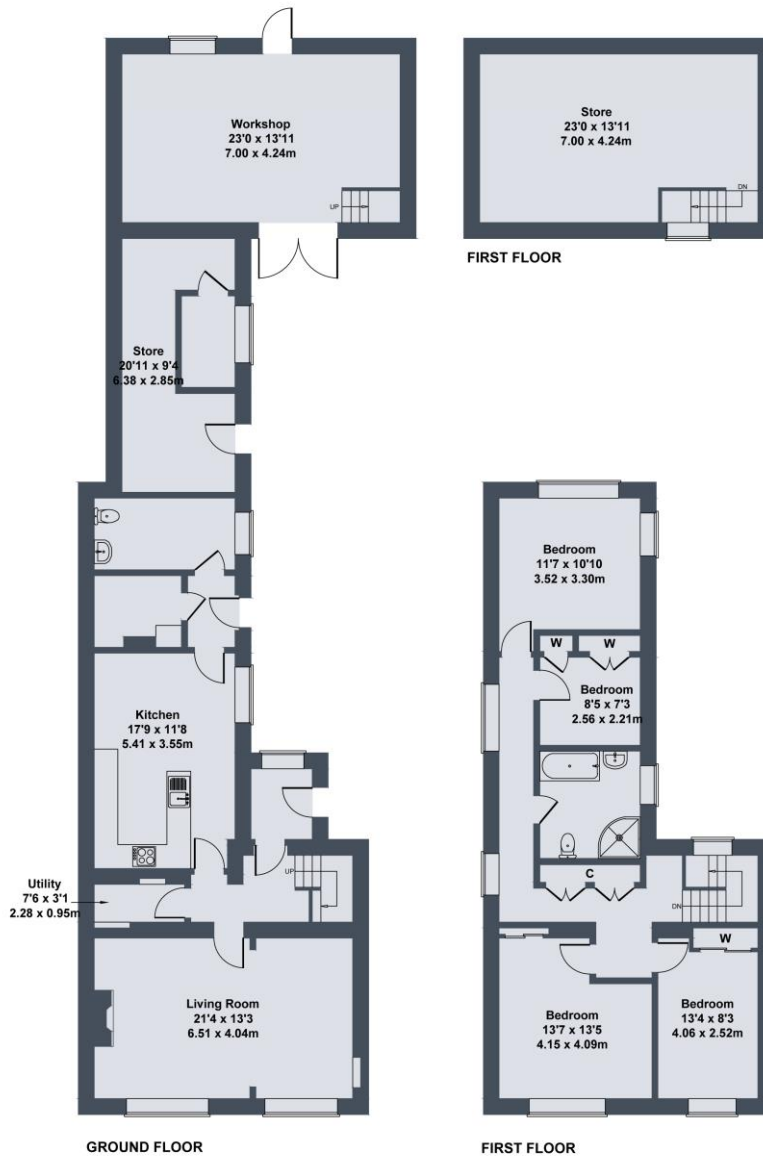 Workshop
23'0 x 13'11
7.00 x 4.24m
UP
Store
23'0 x 13'11
7.00 x 4.24m
DN
FIRST FLOOR
Store
20'11 x 9'4
6.38 x 2.85m
Kitchen
17'9 x 11'8
5.41 x 3.55m
Utility
7'6 x 3'1
2.28 x 0.95m
UP
Living Room
21'4 x 13'3
6.51 x 4.04m
GROUND FLOOR
Bedroom
11'7 x 10'10
3.52 x 3.30m
W
W
Bedroom
8'5 x 7'3
2.56 x 2.21m
C
DN
W
Bedroom
13'7 x 13'5
4.15 x 4.09m
Bedroom
13'4 x 8'3
4.06 x 2.52m
FIRST FLOOR